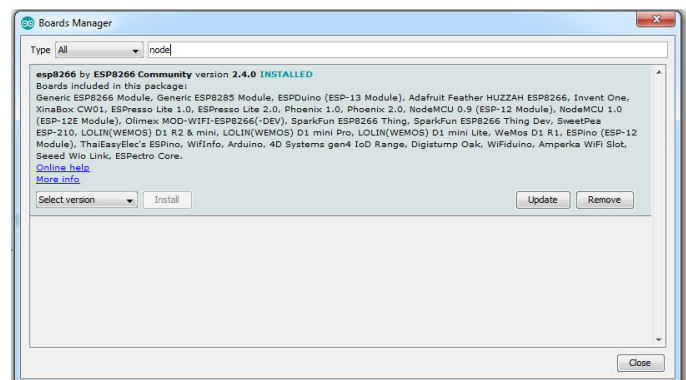 Boards Manager
Type All node
esp8266 by ESP8266 Community version 2.4.0 INSTALLED
Boards included in this package:
Generic ESP8266 Module, Generic ESP8285 Module, ESPDuino (ESP-13 Module), Adafruit Feather HUZZAH ESP8266, Invent One,
XinaBox CW01, ESPresso Lite 1.0, ESPresso Lite 2.0, Phoenix 1.0, Phoenix 2.0, NodeMCU 0.9 (ESP-12 Module), NodeMCU 1.0
(ESP-12E Module), Olimex MOD-WIFI-ESP8266(-DEV), SparkFun ESP8266 Thing, SparkFun ESP8266 Thing Dev, SweetPea
ESP-210, LOLIN(WEMOS) D1 R2 & mini, LOLIN(WEMOS) D1 mini Pro, LOLIN(WEMOS) D1 mini Lite, WeMos D1 R1, ESPino (ESP-12
Module), ThaiEasyElec's ESPino, WifInfo, Arduino, 4D Systems gen4 IoD Range, Digistump Oak, WiFiduino, Amperka WiFi Slot,
Seeed Wio Link, ESPectro Core.
Online help
More info
Select version Install Update Remove
Close